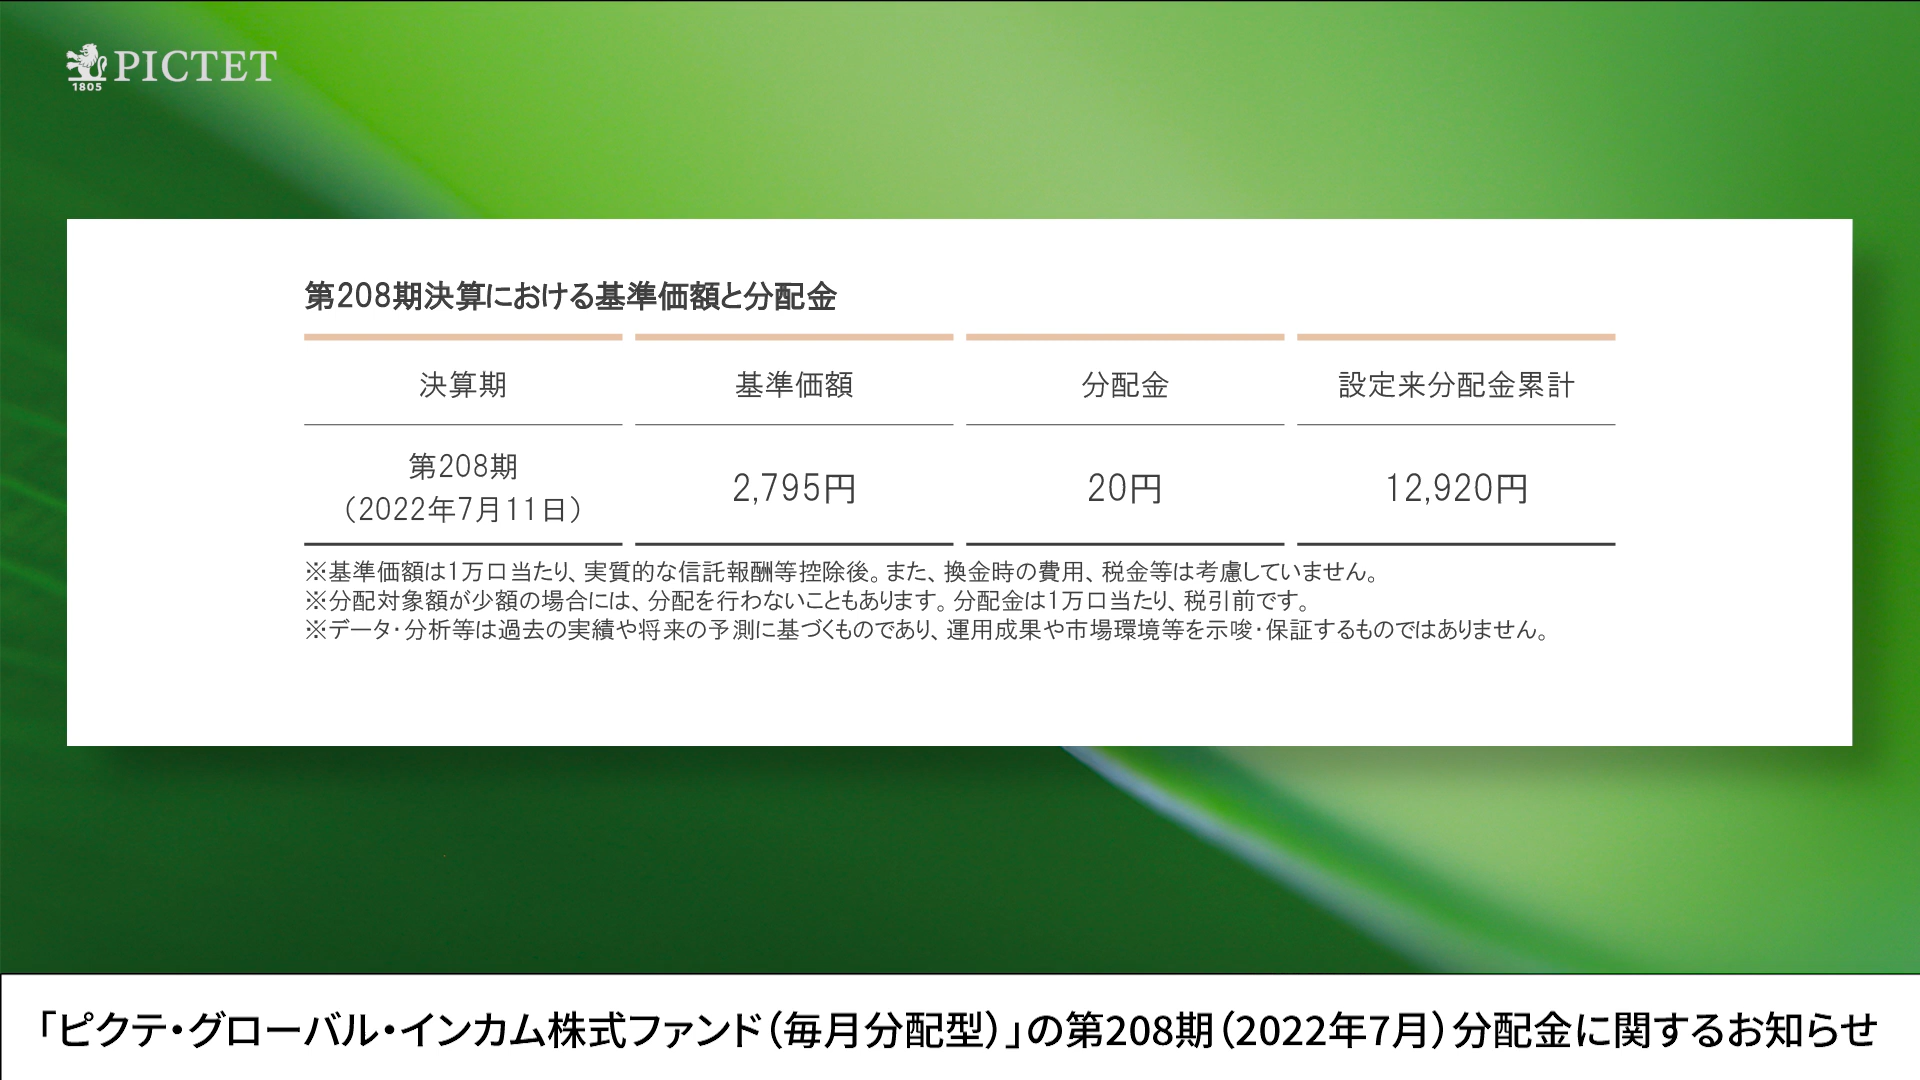 PICTET
1805
第208期決算における基準価額と分配金
決算期 基準価額 分配金 設定来分配金累計
第208期
（2022年7月11日） 2,795円 20円 12,920円
※基準価額は1万口当たり、実質的な信託報酬等控除後。また、換金時の費用、税金等は考慮していません。
※分配対象額が少額の場合には、分配を行わないこともあります。分配金は1万口当たり、税引前です。
※データ・分析等は過去の実績や将来の予測に基づくものであり、運用成果や市場環境等を示唆・保証するものではありません。
「ピクテ・グローバル・インカム株式ファンド（毎月分配型）」の第208期（2022年7月）分配金に関するお知らせ